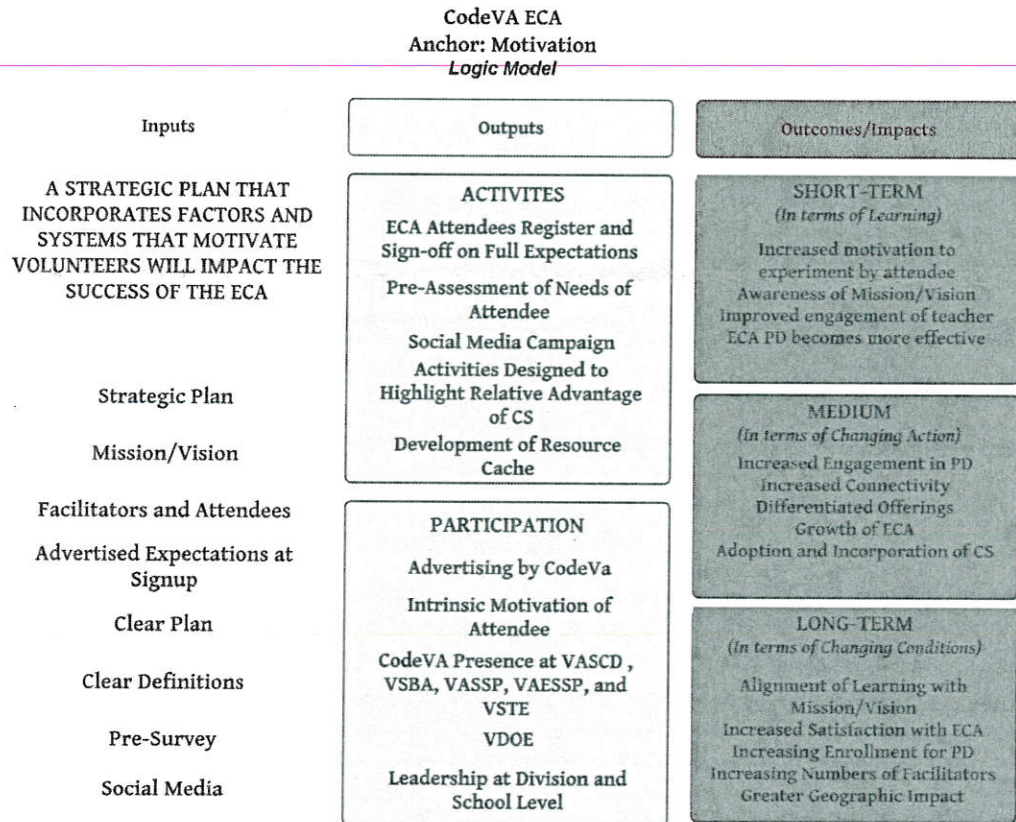 CodeVA ECA
Anchor: Motivation
Logic Model
Inputs
A STRATEGIC PLAN THAT
INCORPORATES FACTORS AND
SYSTEMS THAT MOTIVATE
VOLUNTEERS WILL IMPACT THE
SUCCESS OF THE ECA
Strategic Plan
Mission/Vision
Facilitators and Attendees
Advertised Expectations at
Signup
Clear Plan
Clear Definitions
Pre-Survey
Social Media
Outputs
ACTIVITES
ECA Attendees Register and
Sign-off on Full Expectations
Pre-Assessment of Needs of
Attendee
Social Media Campaign
Activities Designed to
Highlight Relative Advantage
of CS
Development of Resource
Cache
PARTICIPATION
Advertising by CodeVa
Intrinsic Motivation of
Attendee
CodeVA Presence at VASCD ,
VSBA, VASSP, VAESSP, and
VSTE
VDOE
Leadership at Division and
School Level
Outcomes/Impacts
SHORT-TERM
(In terms of Learning)
Increased motivation to
experiment by attendee
Awareness of Mission/Vision
Improved engagement of teacher
ECA PD becomes more effective
MEDIUM
(In terms of Changing Action)
Increased Engagement in PD
Increased Connectivity
Differentiated Offerings
Growth of ECA
Adoption and Incorporation of CS
LONG-TERM
(In terms of Changing Conditions)
Alignment of Learning with
Mission/Vision
Increased Satisfaction with ECA
Increasing Enrollment for PD
Increasing Numbers of Facilitators
Greater Geographic Impact